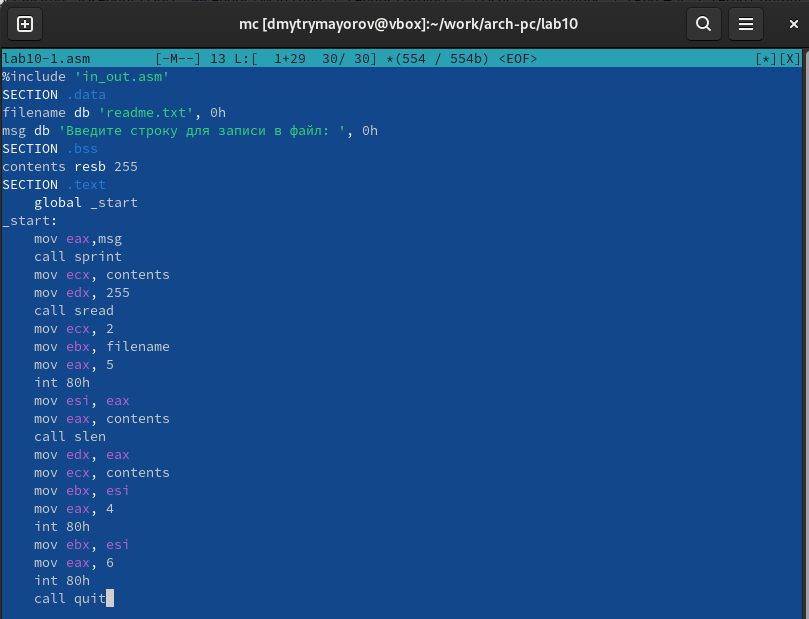 mc [dmytrymayorov@vbox]:~/work/arch-pc/lab10
lab10-1.asm        [-M--] 13 L:[  1+29  30/ 30] *(554 / 554b) <EOF>                           [*][X]
%include 'in_out.asm'
SECTION .data
filename db 'readme.txt', 0h
msg db 'Введите строку для записи в файл: ', 0h
SECTION .bss
contents resb 255
SECTION .text
    global _start
_start:
    mov eax,msg
    call sprint
    mov ecx, contents
    mov edx, 255
    call sread
    mov ecx, 2
    mov ebx, filename
    mov eax, 5
    int 80h
    mov esi, eax
    mov eax, contents
    call slen
    mov edx, eax
    mov ecx, contents
    mov ebx, esi
    mov eax, 4
    int 80h
    mov ebx, esi
    mov eax, 6
    int 80h
    call quit